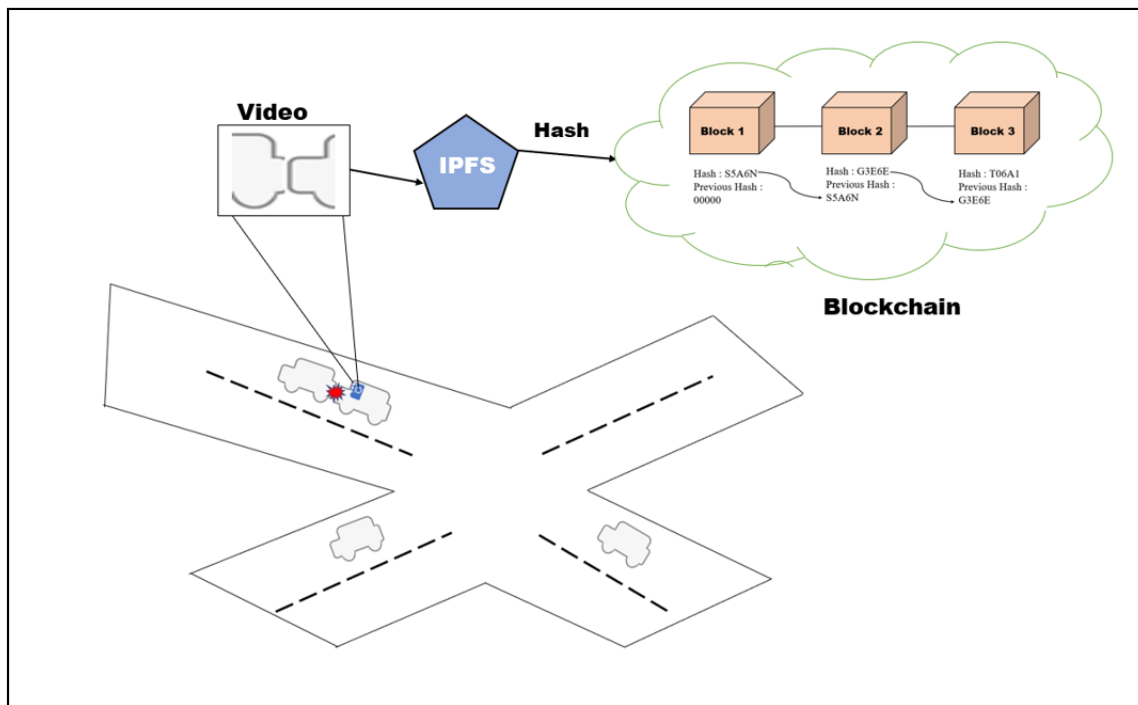 Video
IPFS
Hash
Block 1
Block 2
Block 3
Hash : S5A6N
Previous Hash :
00000
Hash : G3E6E
Previous Hash :
S5A6N
Hash : T06A1
Previous Hash :
G3E6E
Blockchain